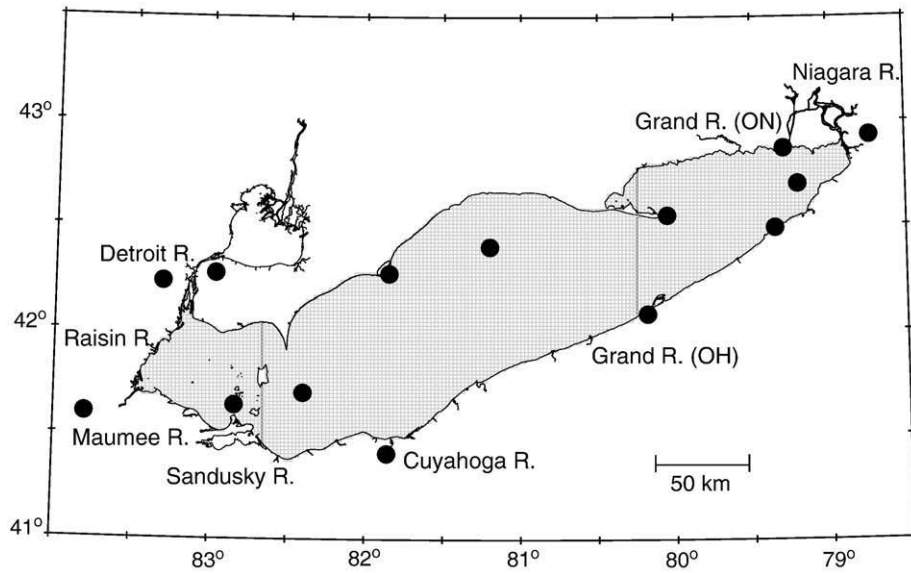 Niagara R.
43°
Grand R. (ON)
Detroit R.
42°
Raisin R.
Grand R. (OH)
Maumee R.
Cuyahoga R.
Sandusky R.
50 km
41°
83°
82°
81°
80°
79°